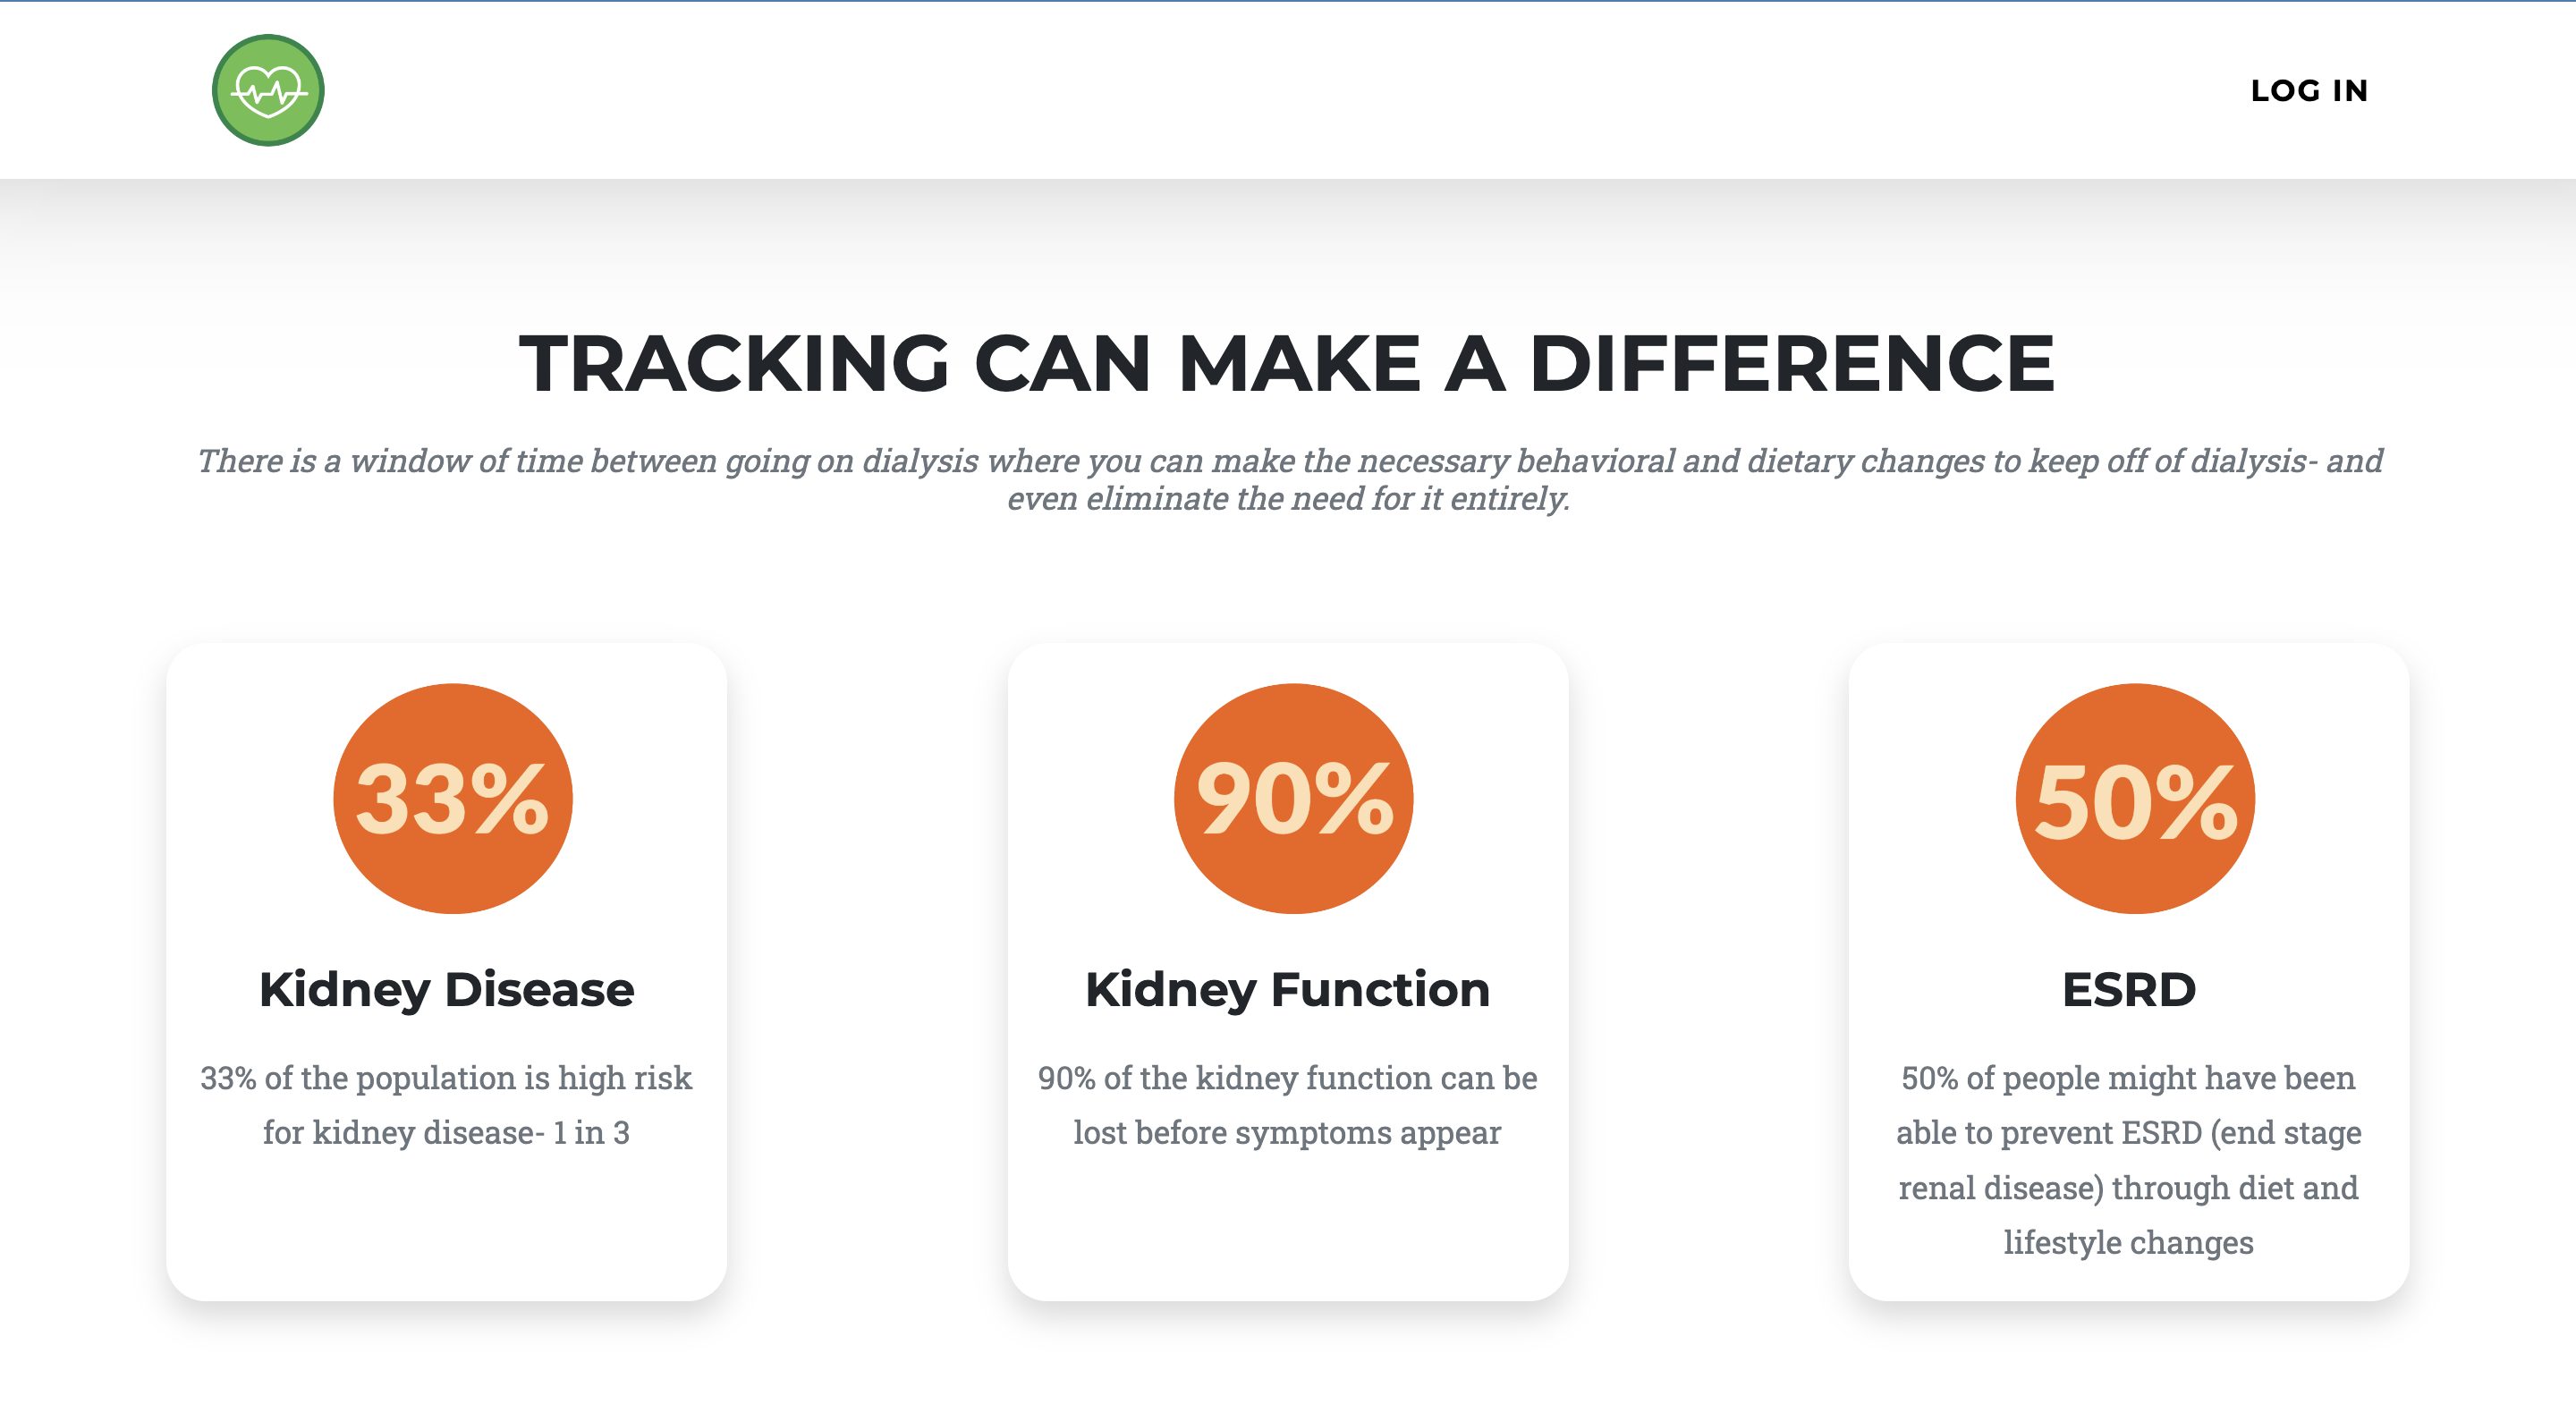 LOG IN
TRACKING CAN MAKE A DIFFERENCE
There is a window of time between going on dialysis where you can make the necessary behavioral and dietary changes to keep off of dialysis- and
even eliminate the need for it entirely.
33%
Kidney Disease
33% of the population is high risk
for kidney disease- 1 in 3
90%
Kidney Function
90% of the kidney function can be
lost before symptoms appear
50%
ESRD
50% of people might have been
able to prevent ESRD (end stage
renal disease) through diet and
lifestyle changes